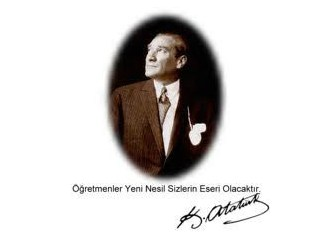 Öğretmenler Yeni Nesil Sizlerin Eseri Olacaktır.
K. Atatürk